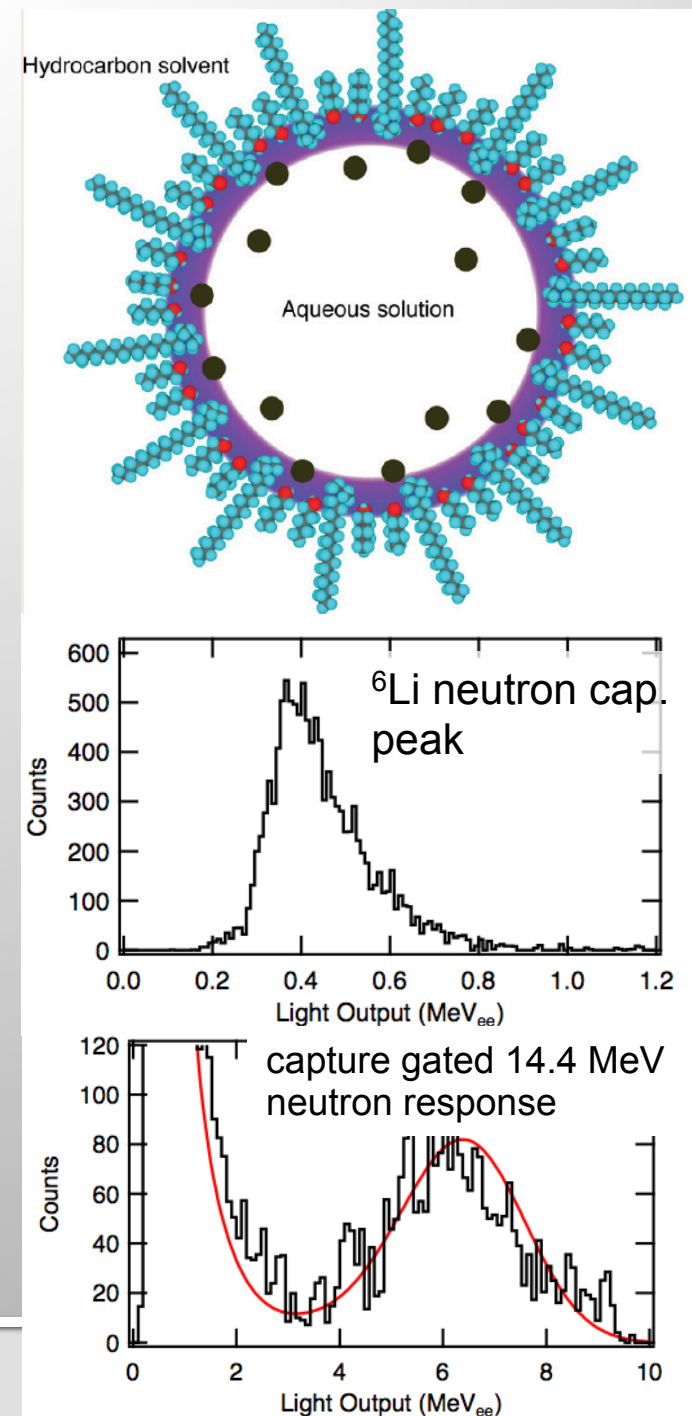 Hydrocarbon solvent
Aqueous solution
600
500
400
300
200
100
0
Counts
⁶Li neutron cap.
peak
0.0 0.2 0.4 0.6 0.8 1.0 1.2
Light Output (MeVₑₑ)
120
100
80
60
40
20
0
Counts
capture gated 14.4 MeV
neutron response
0 2 4 6 8 10
Light Output (MeVₑₑ)